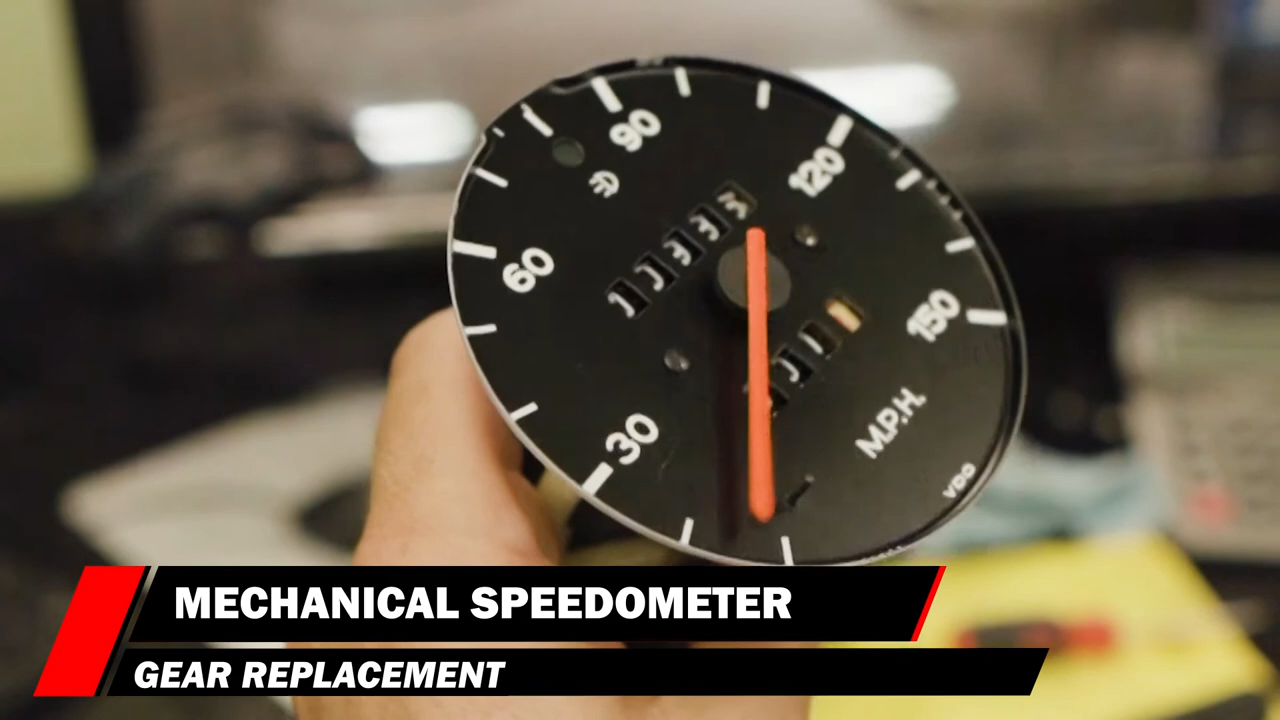 90
120
60
150
30
M.P.H.
VDO
MECHANICAL SPEEDOMETER
GEAR REPLACEMENT